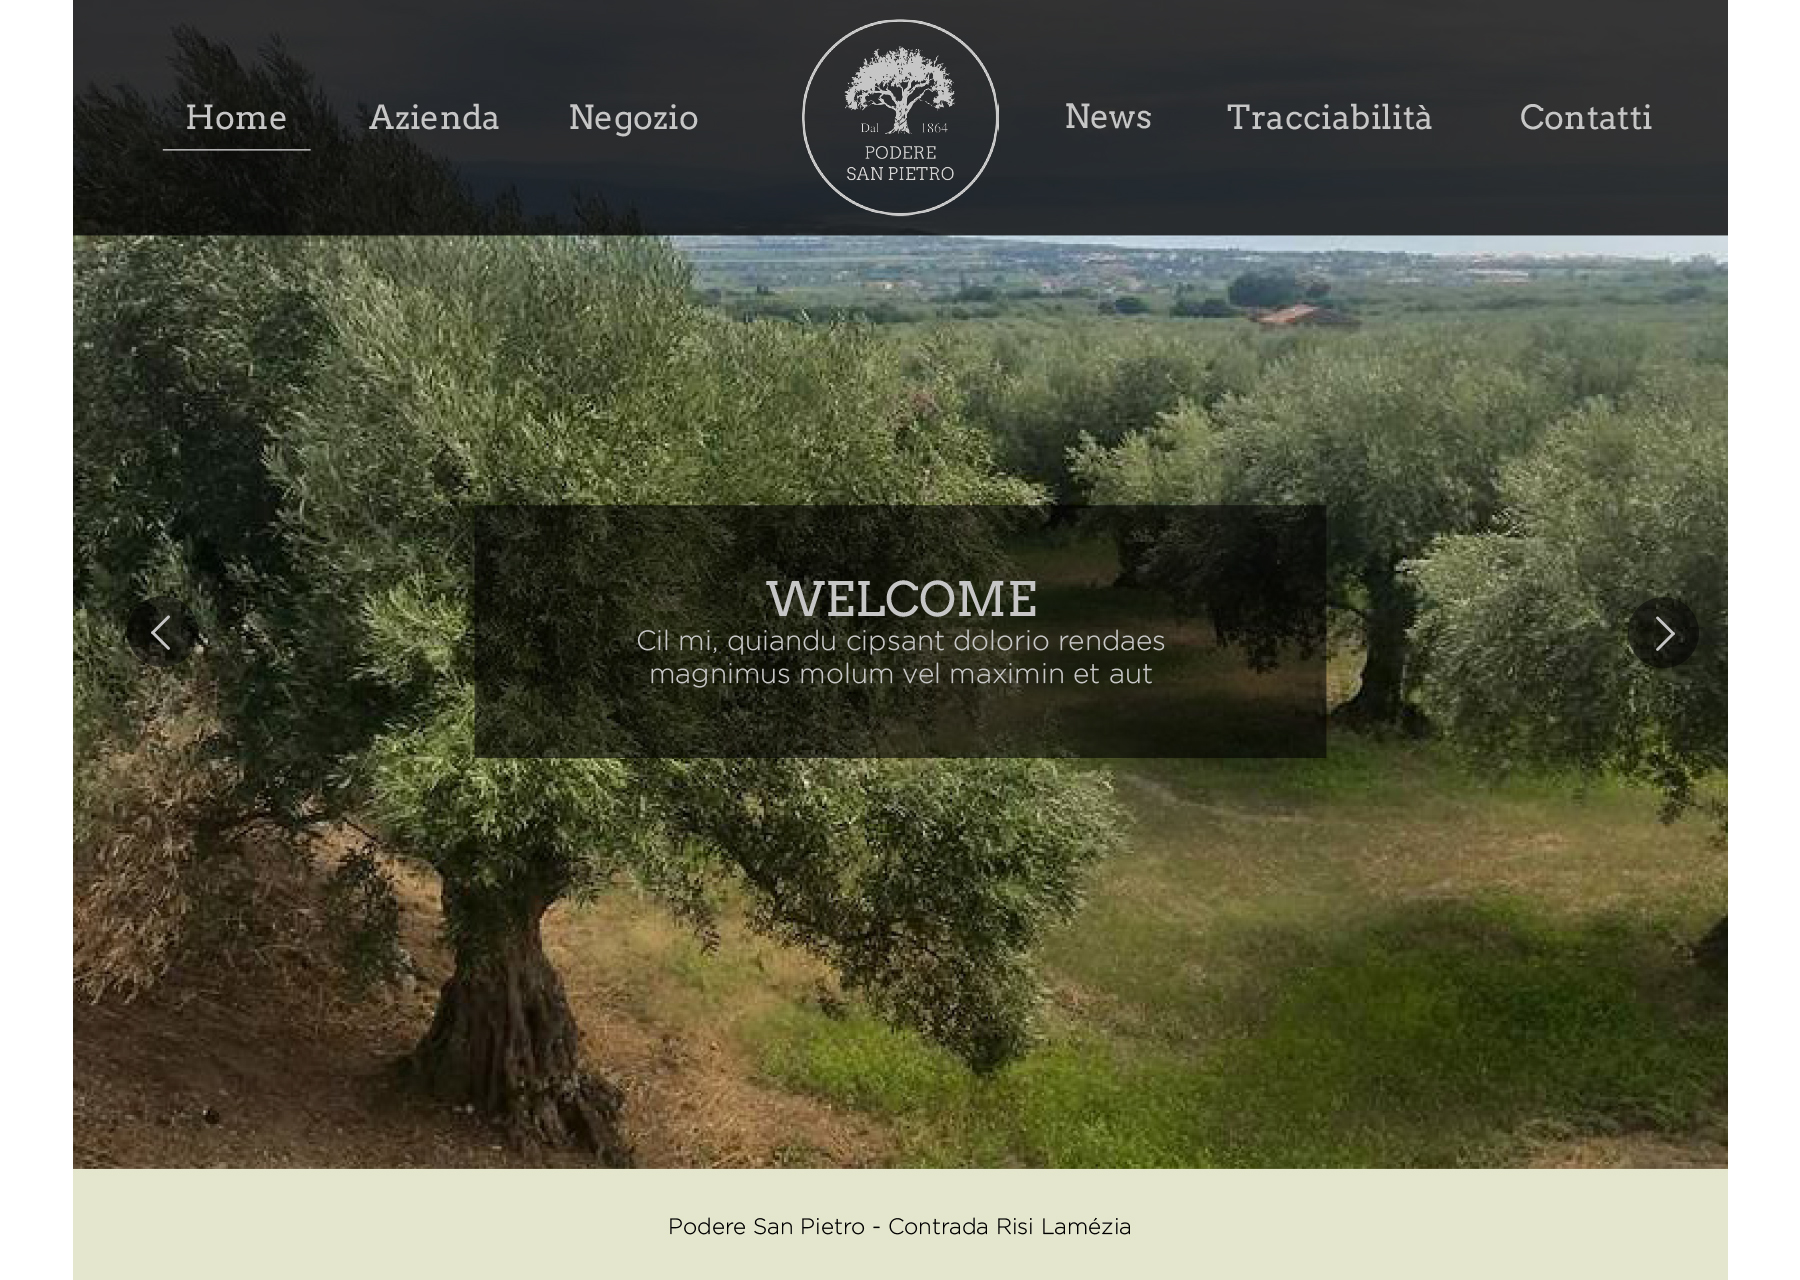 Home
Azienda
Negozio
Dal 1864
PODERE
SAN PIETRO
News
Tracciabilità
Contatti
WELCOME
Cil mi, quiandu cipsant dolorio rendaes
magnimus molum vel maximin et aut
Podere San Pietro - Contrada Risi Lamézia